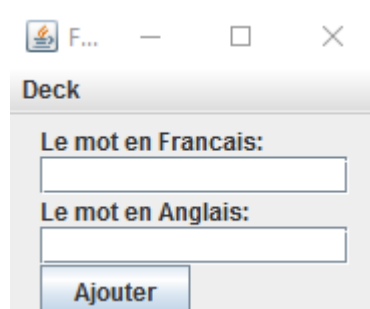 F...
Deck
Le mot en Francais:
Le mot en Anglais:
Ajouter